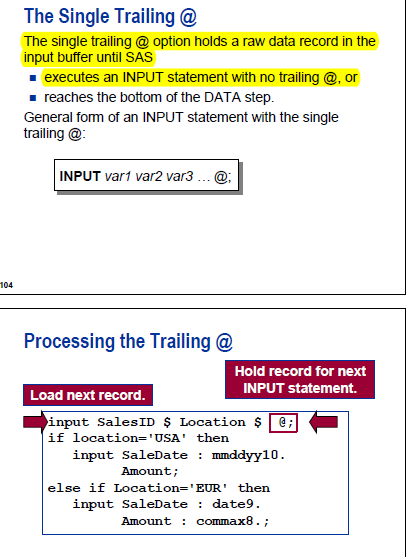 The Single Trailing @
The single trailing @ option holds a raw data record in the
input buffer until SAS
■ executes an INPUT statement with no trailing @, or
■ reaches the bottom of the DATA step.
General form of an INPUT statement with the single
trailing @:
INPUT var1 var2 var3 … @;
104
Processing the Trailing @
Hold record for next
INPUT statement.
Load next record.
input SalesID $ Location $ @;
if location='USA' then
input SaleDate : mmddyy10.
Amount;
else if Location='EUR' then
input SaleDate : date9.
Amount : commax8.;